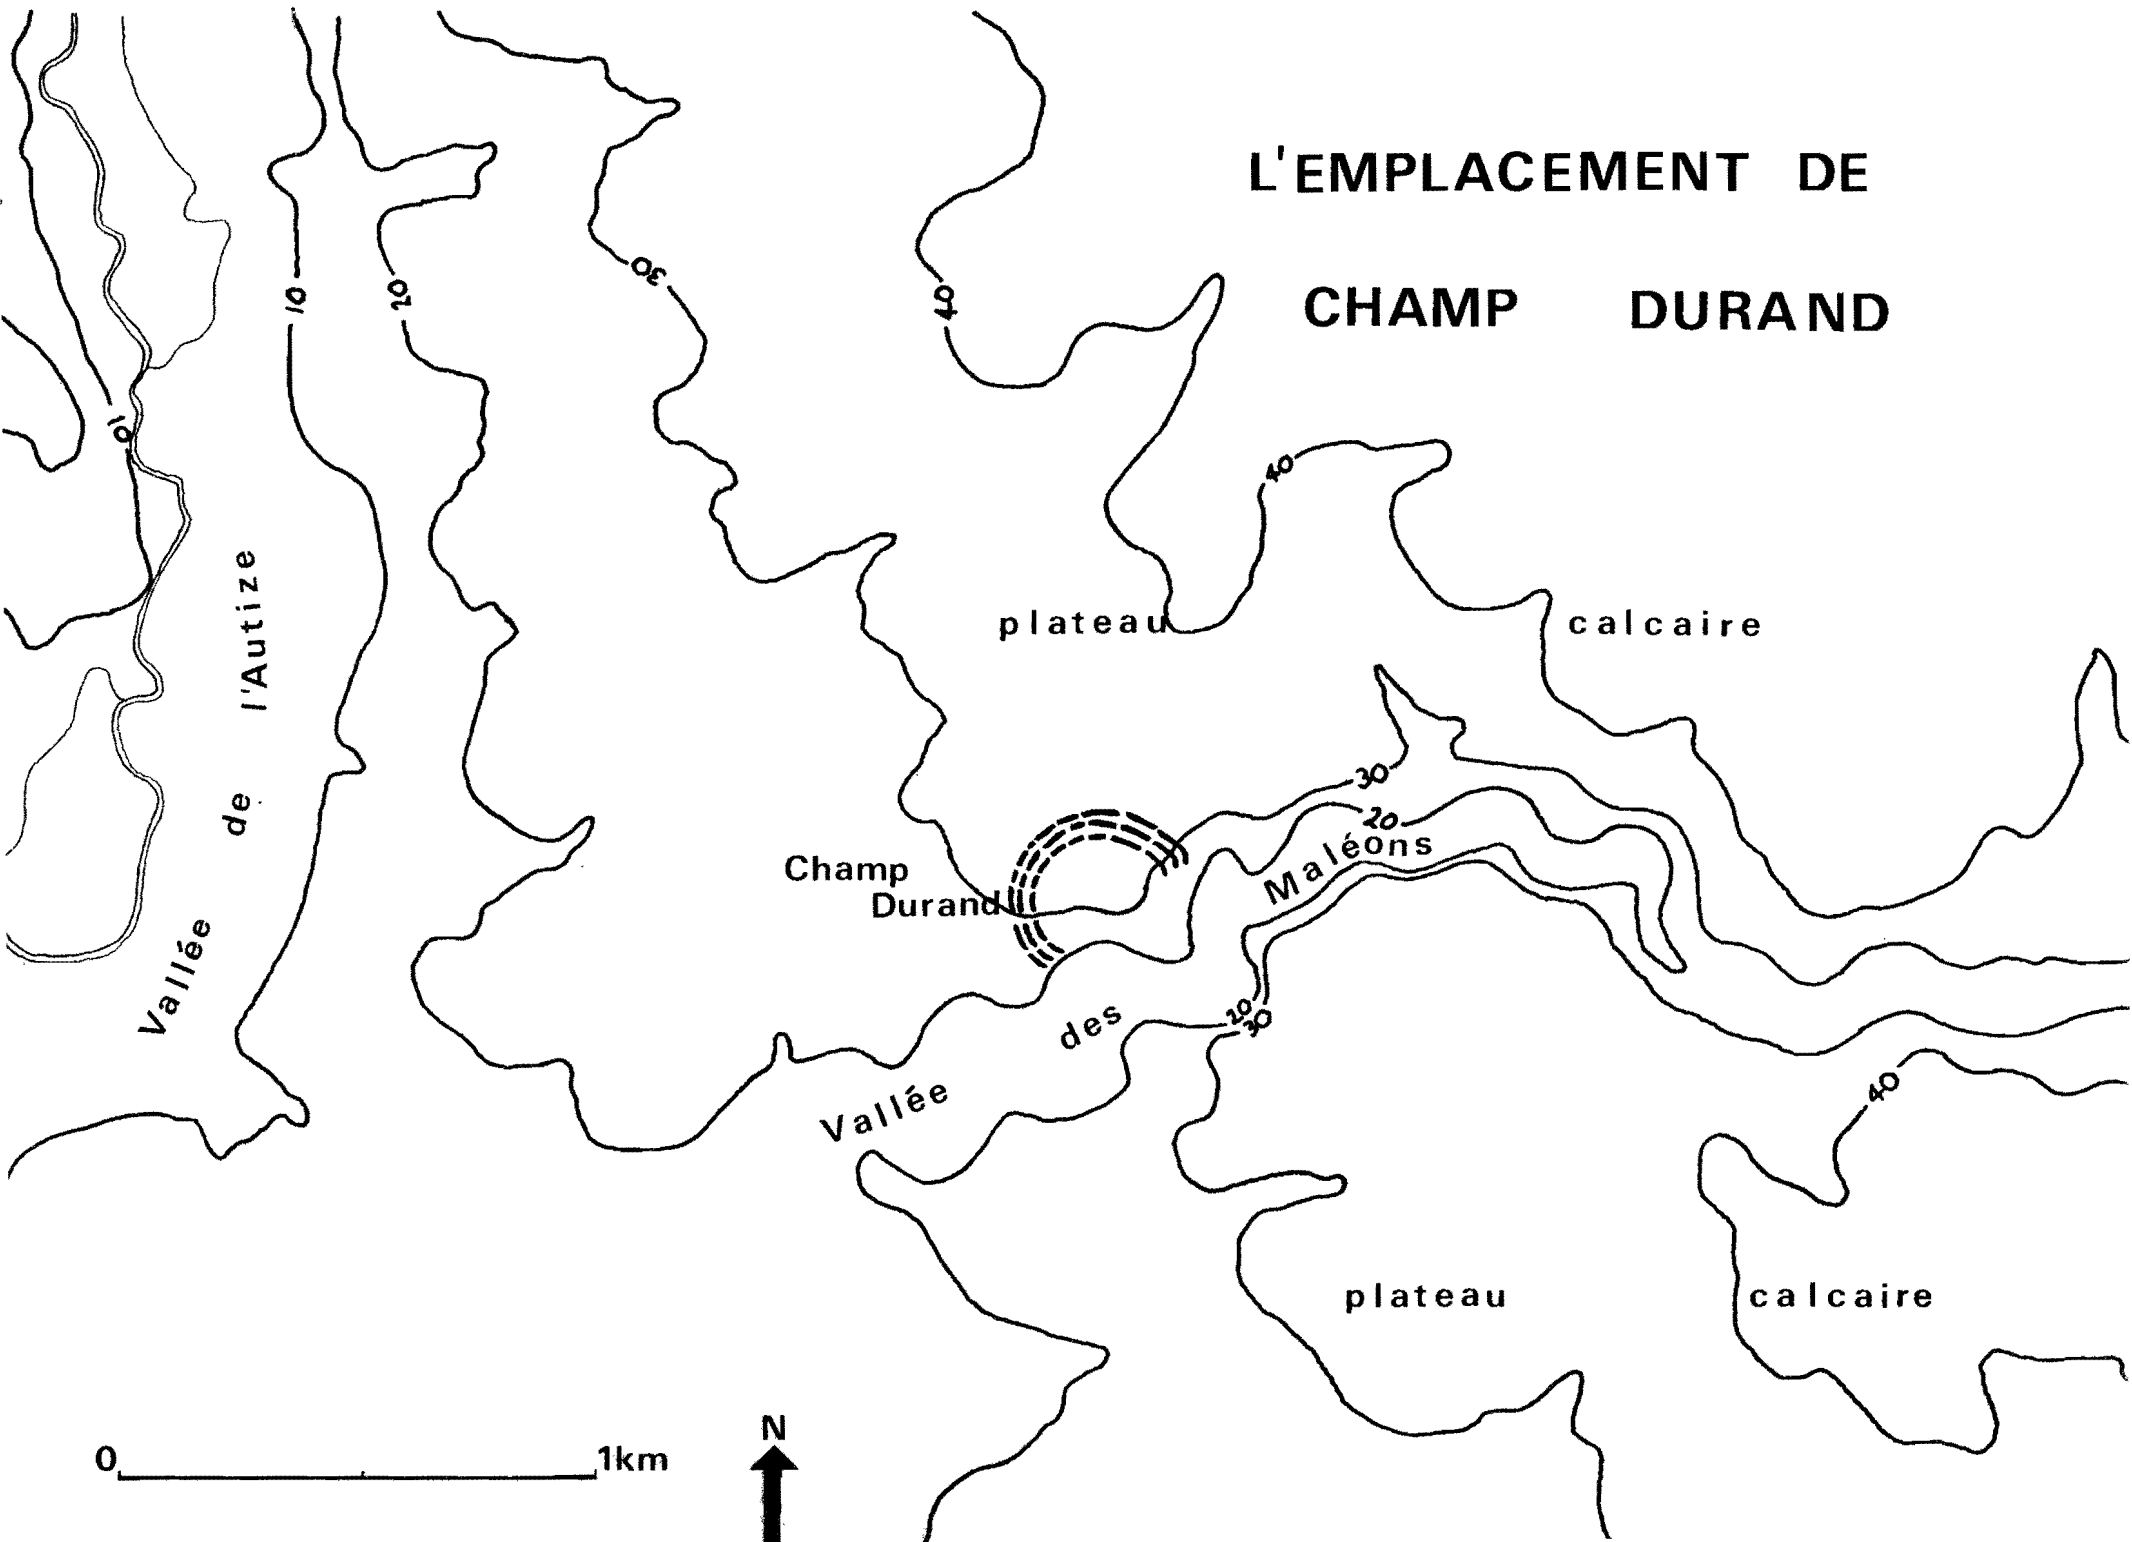 L'EMPLACEMENT DE
CHAMP DURAND
10
20
30
40
10
40
Vallée de l'Autize
plateau calcaire
30
20
Champ
Durand
Vallée des Maléons
20
30
40
plateau calcaire
0 1km
N